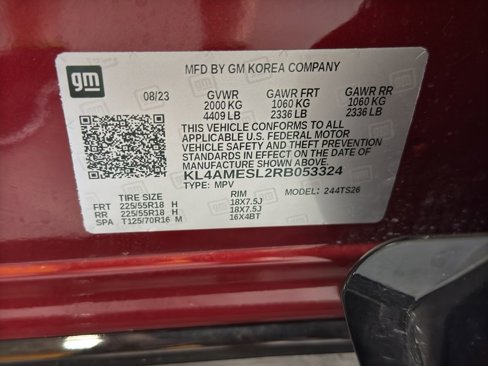 gm
MFD BY GM KOREA COMPANY
08/23 GVWR GAWR FRT GAWR RR
2000 KG 1060 KG 1060 KG
4409 LB 2336 LB 2336 LB
THIS VEHICLE CONFORMS TO ALL
APPLICABLE U.S. FEDERAL MOTOR
VEHICLE SAFETY AND THEFT PREVENTION
STANDARDS IN EFFECT ON THE DATE OF
MANUFACTURE SHOWN ABOVE.
KL4AMESL2RB053324
TYPE: MPV MODEL: 244TS26
TIRE SIZE RIM
FRT 225/55R18 H 18X7.5J
RR 225/55R18 H 18X7.5J
SPA T125/70R16 M 16X4BT